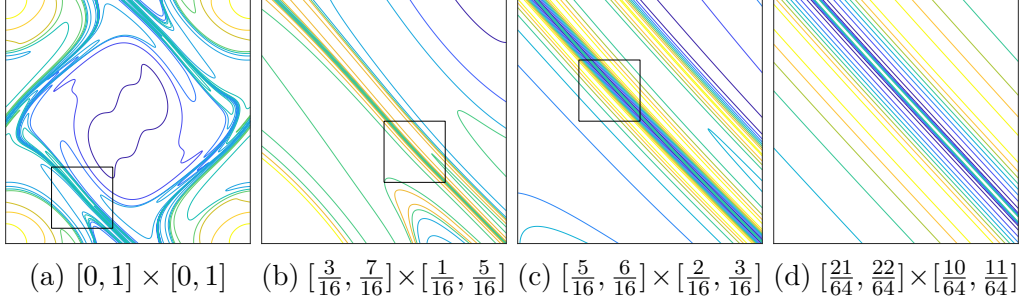 (a) [0, 1] × [0, 1] (b) [3/16, 7/16]×[1/16, 5/16] (c) [5/16, 6/16]×[2/16, 3/16] (d) [21/64, 22/64]×[10/64, 11/64]